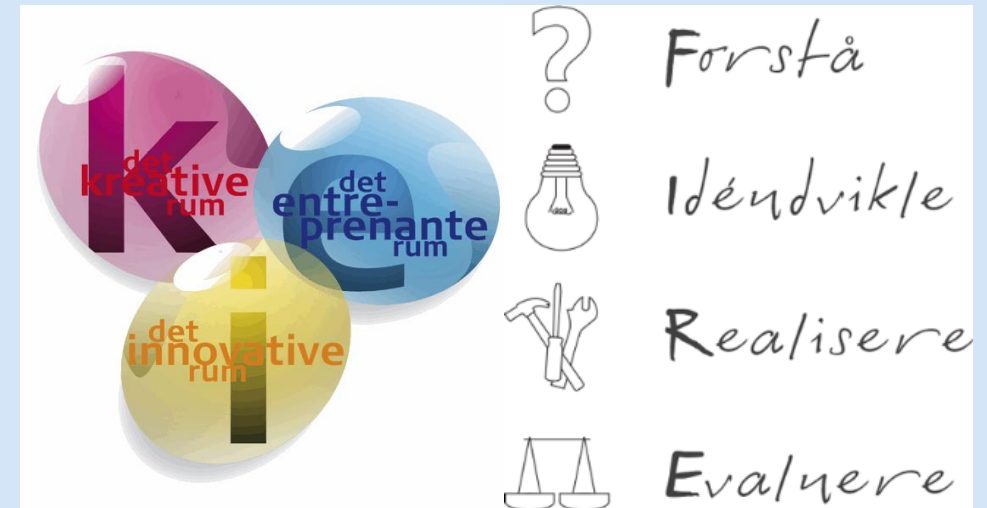 k
det
kreative
rum
e
det
entre-
prenante
rum
i
det
innovative
rum
?
Forstå
Idéudvikle
Realisere
Evaluere